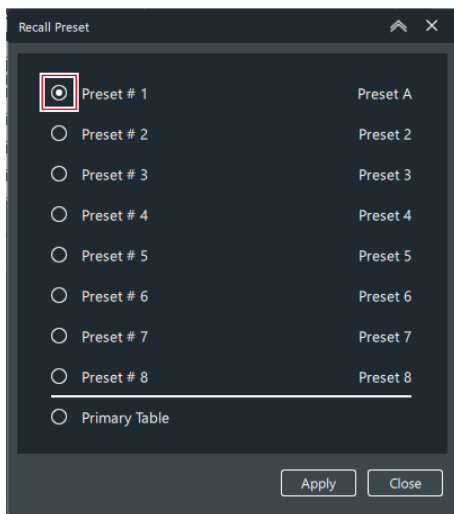 Recall Preset
Preset # 1 Preset A
Preset # 2 Preset 2
Preset # 3 Preset 3
Preset # 4 Preset 4
Preset # 5 Preset 5
Preset # 6 Preset 6
Preset # 7 Preset 7
Preset # 8 Preset 8
Primary Table
Apply Close